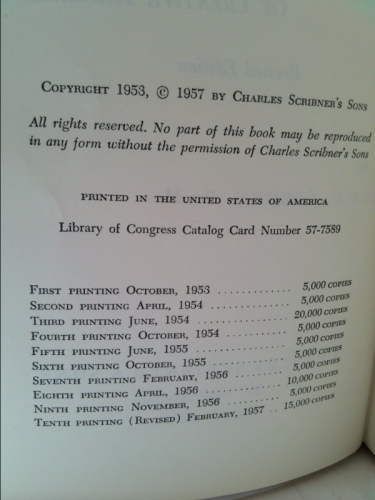 COPYRIGHT 1953, © 1957 BY CHARLES SCRIBNER'S SONS
All rights reserved. No part of this book may be reproduced
in any form without the permission of Charles Scribner's Sons
PRINTED IN THE UNITED STATES OF AMERICA
Library of Congress Catalog Card Number 57-7589
FIRST PRINTING OCTOBER, 1953 ............ 5,000 COPIES
SECOND PRINTING APRIL, 1954 ............ 5,000 COPIES
THIRD PRINTING JUNE, 1954 .............. 20,000 COPIES
FOURTH PRINTING OCTOBER, 1954 .......... 5,000 COPIES
FIFTH PRINTING JUNE, 1955 .............. 5,000 COPIES
SIXTH PRINTING OCTOBER, 1955 ........... 5,000 COPIES
SEVENTH PRINTING FEBRUARY, 1956 ........ 5,000 COPIES
EIGHTH PRINTING APRIL, 1956 ............ 10,000 COPIES
NINTH PRINTING NOVEMBER, 1956 .......... 5,000 COPIES
TENTH PRINTING (REVISED) FEBRUARY, 1957 .. 15,000 COPIES